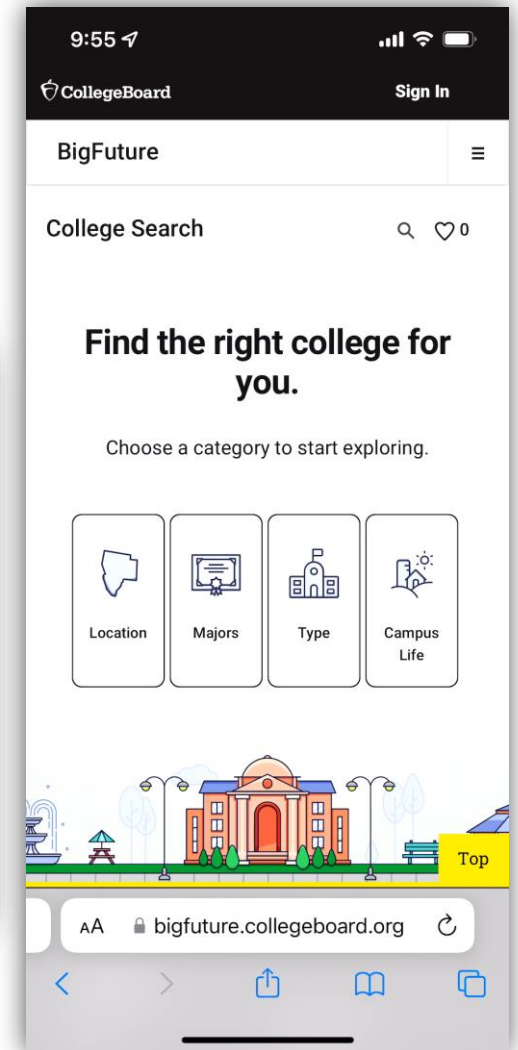 9:55
CollegeBoard
Sign In
BigFuture
College Search
0
Find the right college for
you.
Choose a category to start exploring.
Location
Majors
Type
Campus
Life
Top
AA
bigfuture.collegeboard.org